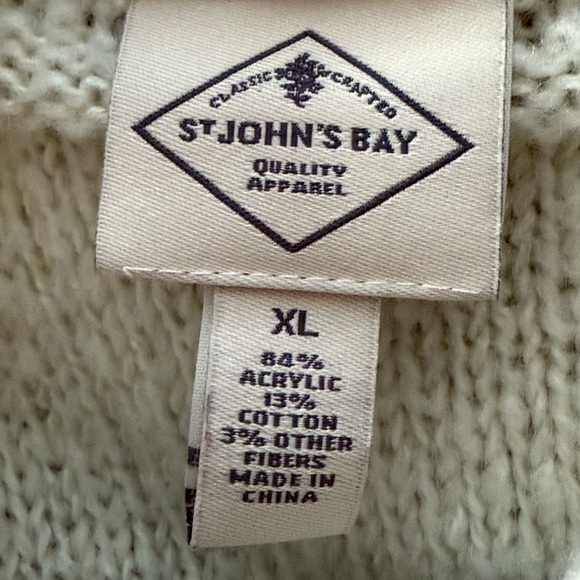 CLASSIC CRAFTED
ST JOHN'S BAY
QUALITY
APPAREL
XL
84%
ACRYLIC
13%
COTTON
3% OTHER
FIBERS
MADE IN
CHINA